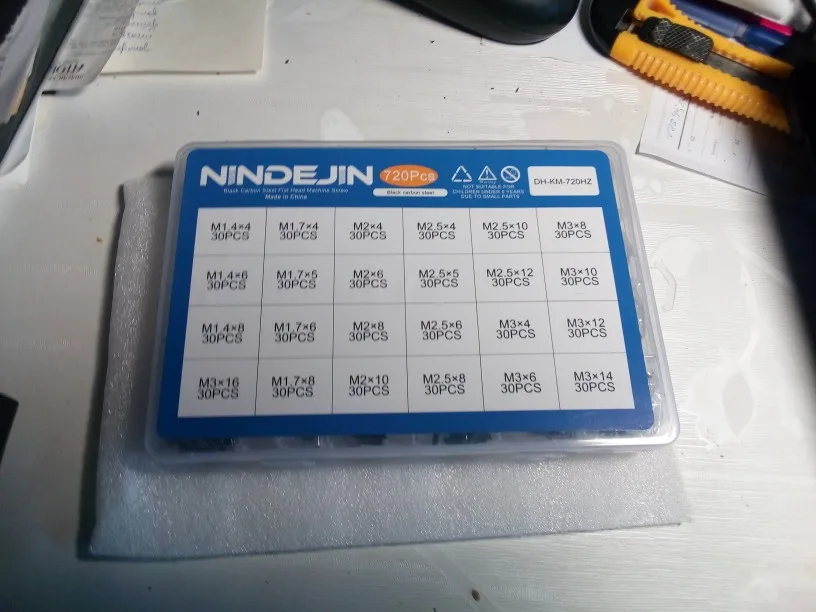 NINDEJIN
720Pcs
Black Carbon Steel Flat Head Machine Screw
Made in China
Black carbon steel
NOT SUITABLE FOR
CHILDREN UNDER 8 YEARS
DUE TO SMALL PARTS
DH-KM-720HZ
M1.4×4 M1.7×4 M2×4 M2.5×4 M2.5×10 M3×8
30PCS 30PCS 30PCS 30PCS 30PCS 30PCS
M1.4×6 M1.7×5 M2×6 M2.5×5 M2.5×12 M3×10
30PCS 30PCS 30PCS 30PCS 30PCS 30PCS
M1.4×8 M1.7×6 M2×8 M2.5×6 M3×4 M3×12
30PCS 30PCS 30PCS 30PCS 30PCS 30PCS
M3×16 M1.7×8 M2×10 M2.5×8 M3×6 M3×14
30PCS 30PCS 30PCS 30PCS 30PCS 30PCS